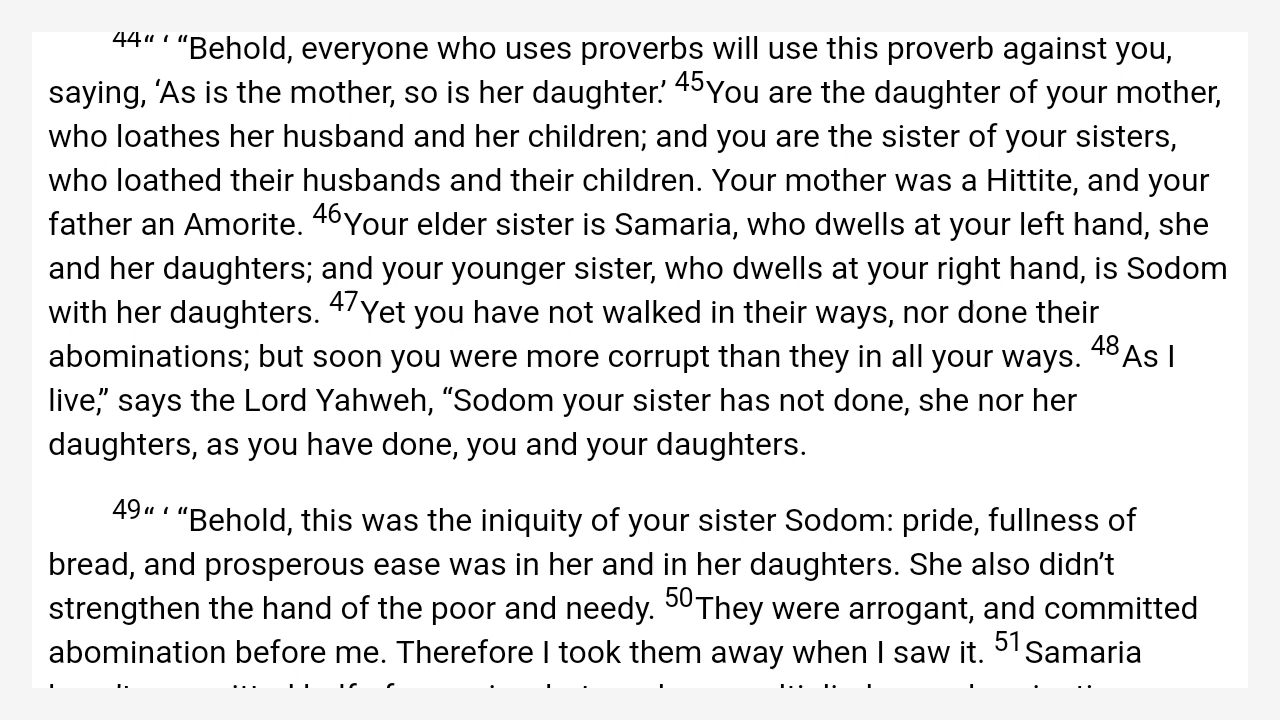 44“ ‘ “Behold, everyone who uses proverbs will use this proverb against you,
saying, ‘As is the mother, so is her daughter.’ 45You are the daughter of your mother,
who loathes her husband and her children; and you are the sister of your sisters,
who loathed their husbands and their children. Your mother was a Hittite, and your
father an Amorite. 46Your elder sister is Samaria, who dwells at your left hand, she
and her daughters; and your younger sister, who dwells at your right hand, is Sodom
with her daughters. 47Yet you have not walked in their ways, nor done their
abominations; but soon you were more corrupt than they in all your ways. 48As I
live,” says the Lord Yahweh, “Sodom your sister has not done, she nor her
daughters, as you have done, you and your daughters.
49“ ‘ “Behold, this was the iniquity of your sister Sodom: pride, fullness of
bread, and prosperous ease was in her and in her daughters. She also didn’t
strengthen the hand of the poor and needy. 50They were arrogant, and committed
abomination before me. Therefore I took them away when I saw it. 51Samaria